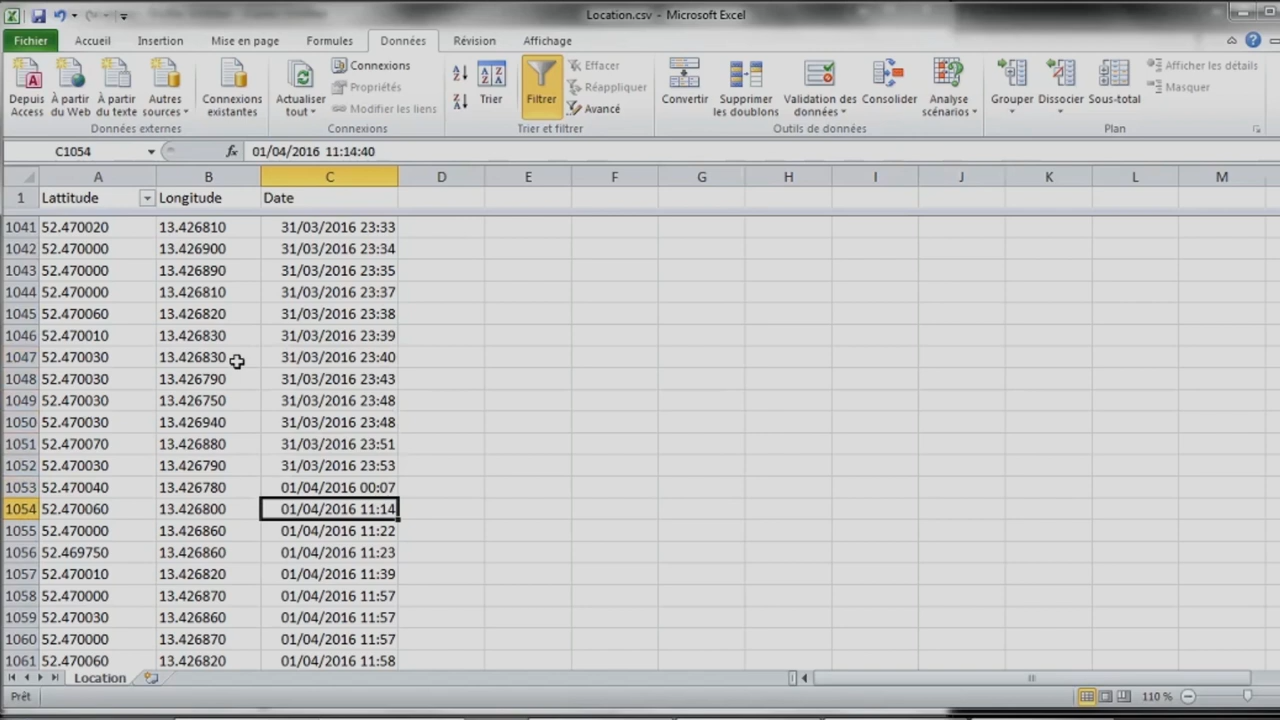 Location.csv - Microsoft Excel
Fichier Accueil Insertion Mise en page Formules Données Révision Affichage
Depuis Access
À partir du Web
À partir du texte
Autres sources
Connexions existantes
Données externes
Actualiser tout
Connexions
Propriétés
Modifier les liens
Connexions
Trier
Filtrer
Effacer
Réappliquer
Avancé
Trier et filtrer
Convertir
Supprimer les doublons
Validation des données
Consolider
Analyse scénarios
Outils de données
Grouper
Dissocier
Sous-total
Afficher les détails
Masquer
Plan
C1054 fx 01/04/2016 11:14:40
A B C D E F G H I J K L M
1 Lattitude Longitude Date
1041 52.470020 13.426810 31/03/2016 23:33
1042 52.470000 13.426900 31/03/2016 23:34
1043 52.470000 13.426890 31/03/2016 23:35
1044 52.470000 13.426810 31/03/2016 23:37
1045 52.470060 13.426820 31/03/2016 23:38
1046 52.470010 13.426830 31/03/2016 23:39
1047 52.470030 13.426830 31/03/2016 23:40
1048 52.470030 13.426790 31/03/2016 23:43
1049 52.470030 13.426750 31/03/2016 23:48
1050 52.470030 13.426940 31/03/2016 23:48
1051 52.470070 13.426880 31/03/2016 23:51
1052 52.470030 13.426790 31/03/2016 23:53
1053 52.470040 13.426780 01/04/2016 00:07
1054 52.470060 13.426800 01/04/2016 11:14
1055 52.470000 13.426860 01/04/2016 11:22
1056 52.469750 13.426860 01/04/2016 11:23
1057 52.470010 13.426820 01/04/2016 11:39
1058 52.470000 13.426870 01/04/2016 11:57
1059 52.470030 13.426860 01/04/2016 11:57
1060 52.470000 13.426870 01/04/2016 11:57
1061 52.470060 13.426820 01/04/2016 11:58
Location
Prêt 110 %